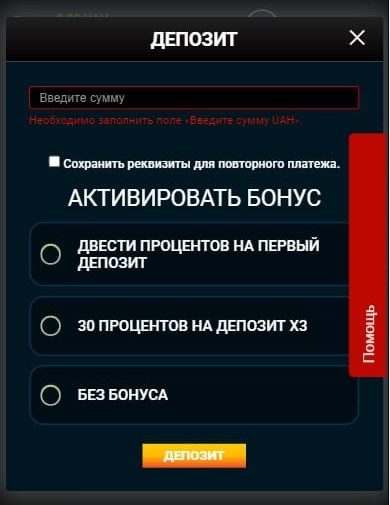 ДЕПОЗИТ
Введите сумму
Необходимо заполнить поле «Введите сумму UAH».
Сохранить реквизиты для повторного платежа.
АКТИВИРОВАТЬ БОНУС
ДВЕСТИ ПРОЦЕНТОВ НА ПЕРВЫЙ
ДЕПОЗИТ
30 ПРОЦЕНТОВ НА ДЕПОЗИТ X3
Помощь
БЕЗ БОНУСА
ДЕПОЗИТ